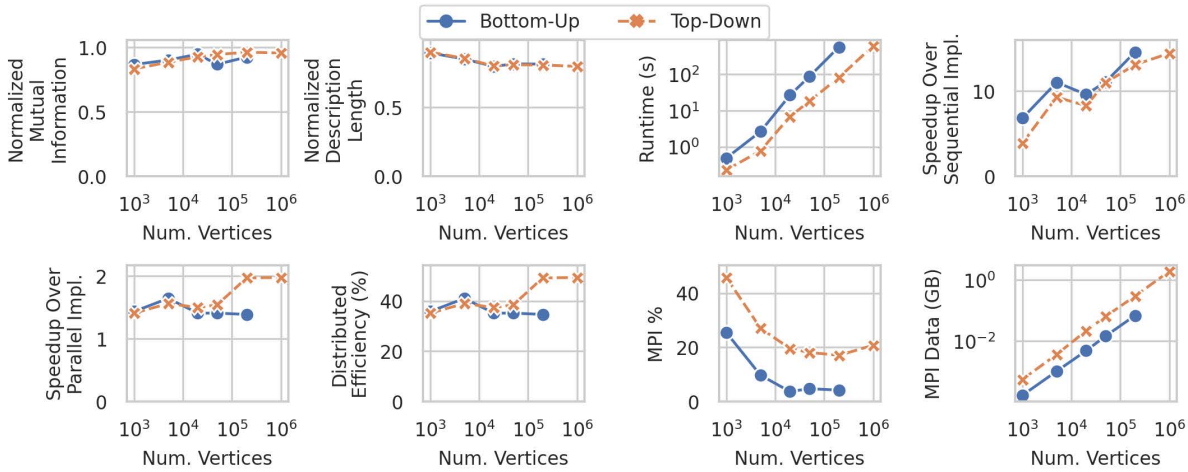 Bottom-Up Top-Down
Normalized
Mutual
Information
1.0
0.5
0.0
10³ 10⁴ 10⁵ 10⁶
Num. Vertices
Normalized
Description
Length
0.5
0.0
10³ 10⁴ 10⁵ 10⁶
Num. Vertices
Runtime (s)
10²
10¹
10⁰
10³ 10⁴ 10⁵ 10⁶
Num. Vertices
Speedup Over
Sequential Impl.
10
0
10³ 10⁴ 10⁵ 10⁶
Num. Vertices
Speedup Over
Parallel Impl.
2
1
0
10³ 10⁴ 10⁵ 10⁶
Num. Vertices
Distributed
Efficiency (%)
40
20
0
10³ 10⁴ 10⁵ 10⁶
Num. Vertices
MPI %
40
20
0
10³ 10⁴ 10⁵ 10⁶
Num. Vertices
MPI Data (GB)
10⁰
10⁻²
10³ 10⁴ 10⁵ 10⁶
Num. Vertices